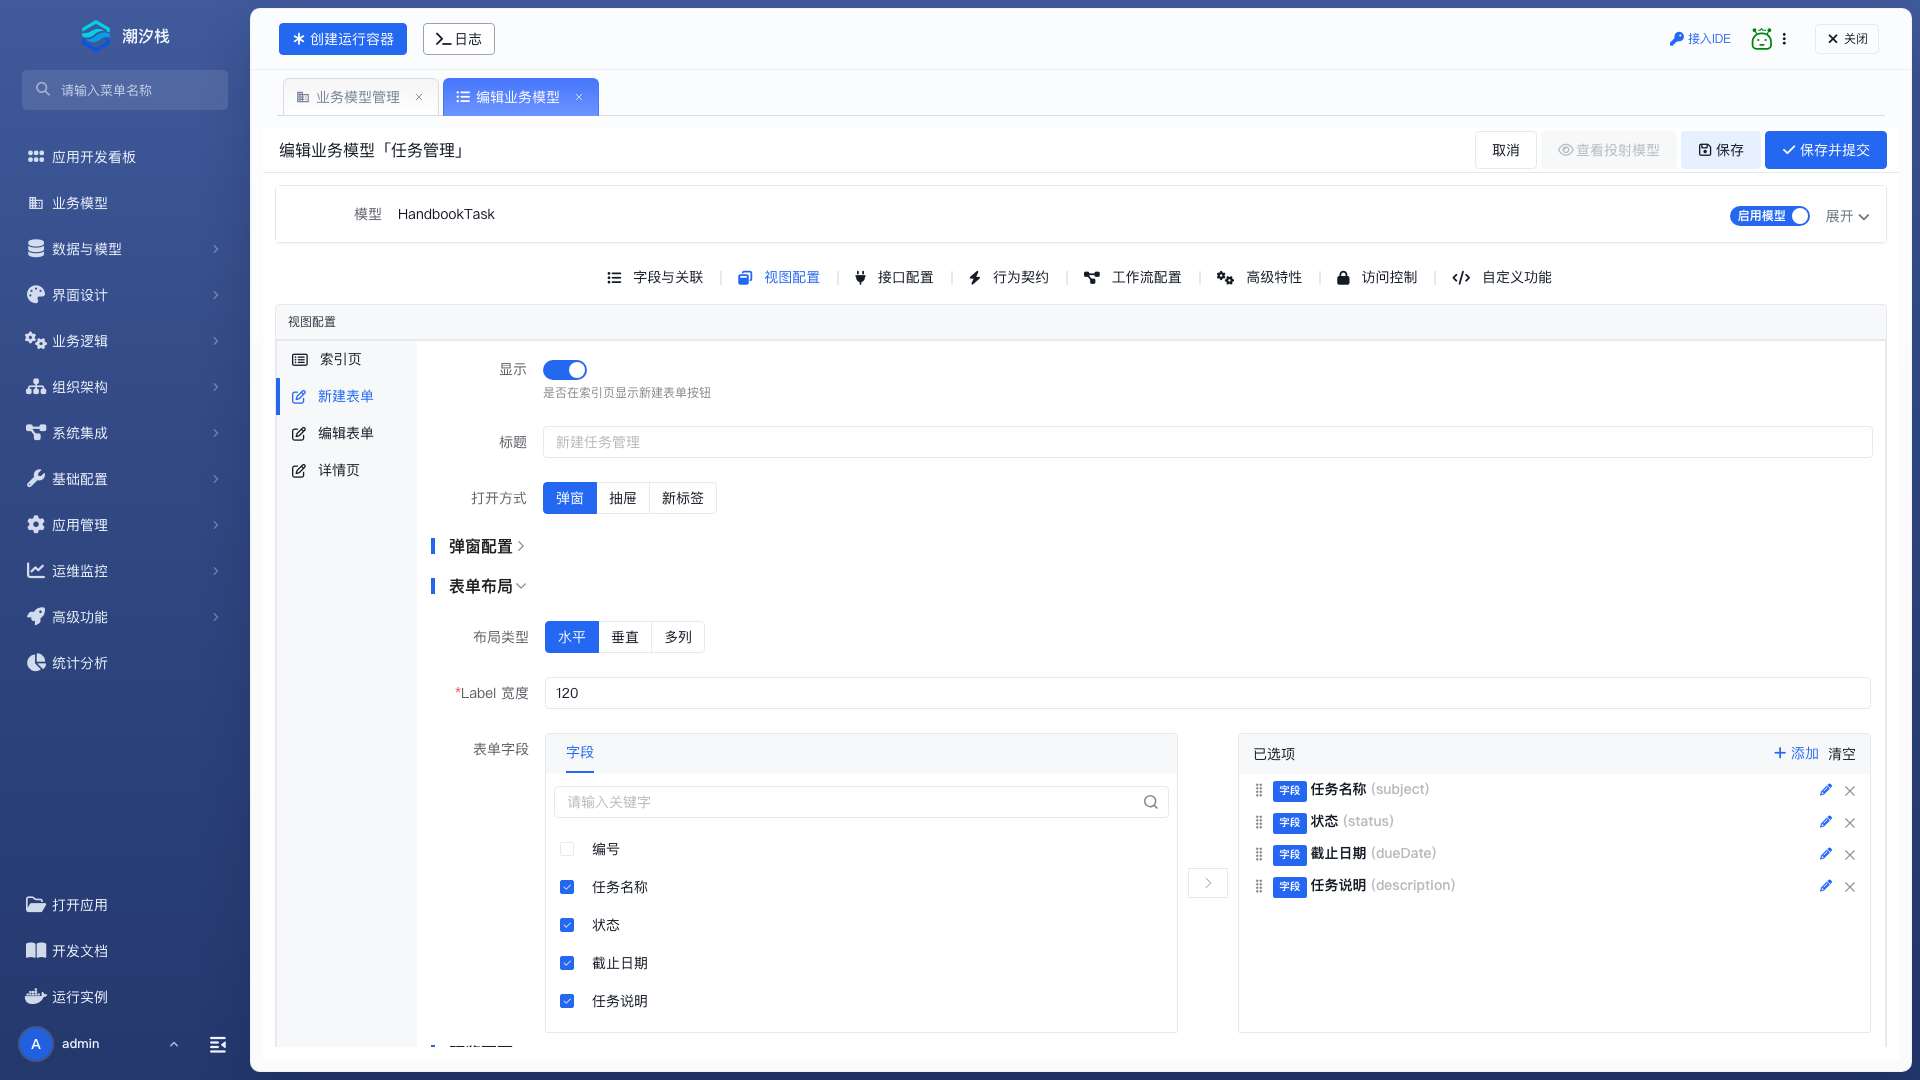 潮汐栈
请输入菜单名称
应用开发看板
业务模型
数据与模型
界面设计
业务逻辑
组织架构
系统集成
基础配置
应用管理
运维监控
高级功能
统计分析
打开应用
开发文档
运行实例
A admin
创建运行容器 日志 接入IDE 关闭
业务模型管理 编辑业务模型
编辑业务模型「任务管理」 取消 查看投射模型 保存 保存并提交
模型 HandbookTask 启用模型 展开
字段与关联 视图配置 接口配置 行为契约 工作流配置 高级特性 访问控制 自定义功能
视图配置
索引页
新建表单
编辑表单
详情页
显示
是否在索引页显示新建表单按钮
标题 新建任务管理
打开方式 弹窗 抽屉 新标签
弹窗配置
表单布局
布局类型 水平 垂直 多列
*Label 宽度 120
表单字段 字段
请输入关键字
编号
任务名称
状态
截止日期
任务说明
已选项 添加 清空
字段 任务名称 (subject)
字段 状态 (status)
字段 截止日期 (dueDate)
字段 任务说明 (description)